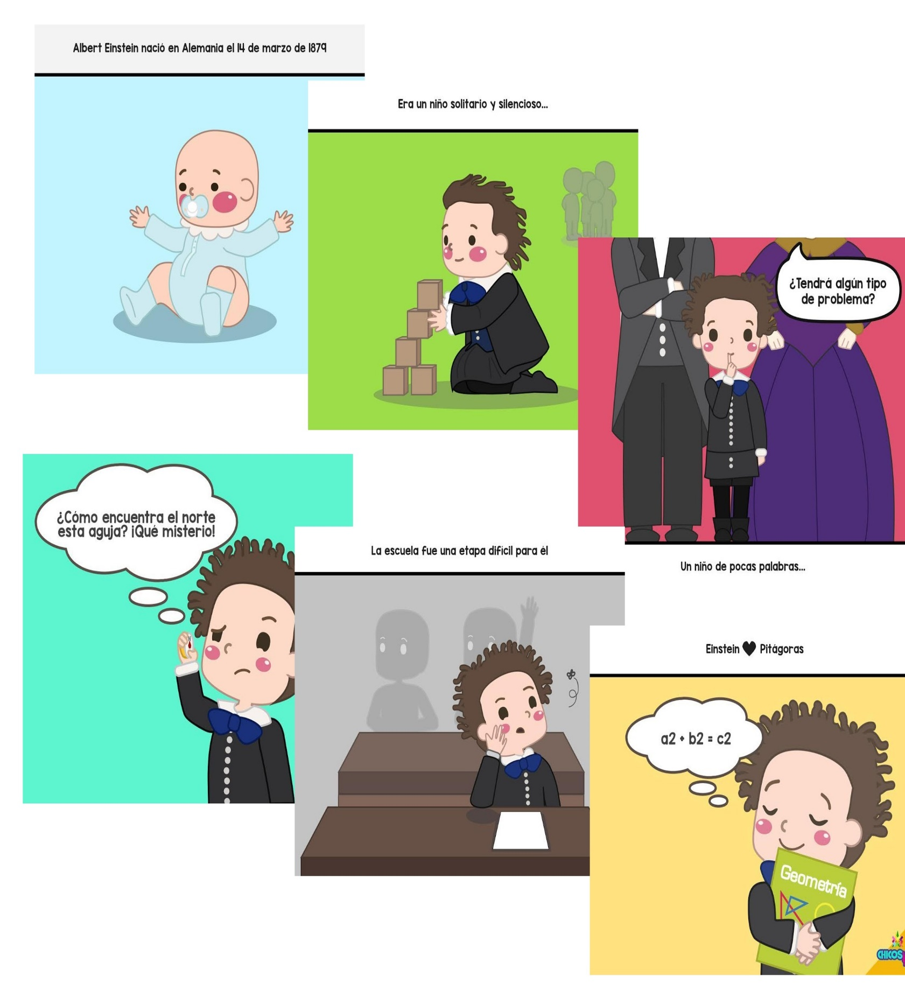 Albert Einstein nació en Alemania el 14 de marzo de 1879
Era un niño solitario y silencioso...
¿Tendrá algún tipo
de problema?
Un niño de pocas palabras...
¿Cómo encuentra el norte
esta aguja? ¡Qué misterio!
N
La escuela fue una etapa difícil para él
Einstein ♥ Pitágoras
a2 + b2 = c2
Geometría
CHICOS